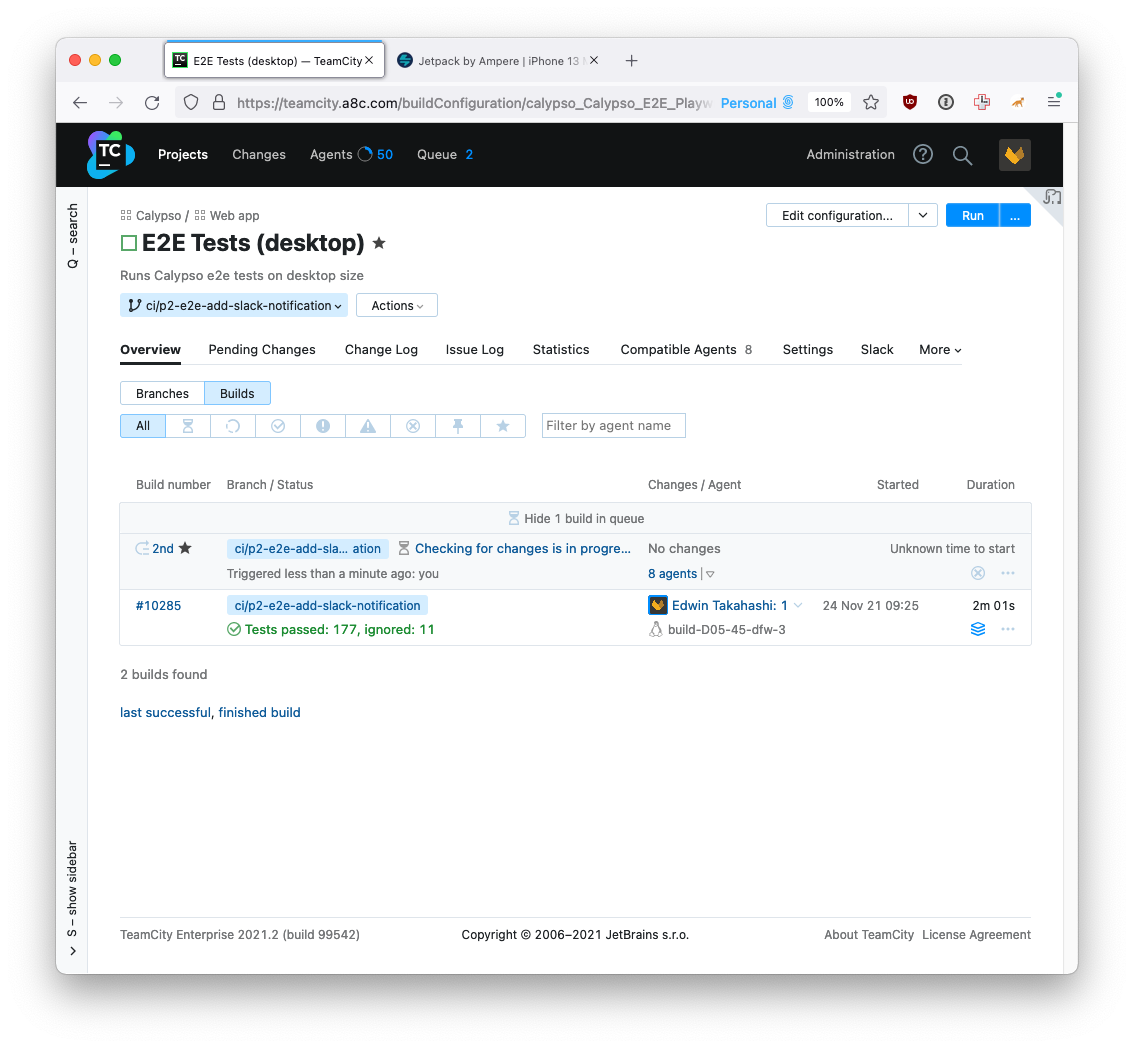 TC E2E Tests (desktop) — TeamCity
Jetpack by Ampere | iPhone 13
https://teamcity.a8c.com/buildConfiguration/calypso_Calypso_E2E_Playw Personal 100%
TC Projects Changes Agents 50 Queue 2 Administration
Q – search
Calypso / Web app
Edit configuration... Run ...
E2E Tests (desktop)
Runs Calypso e2e tests on desktop size
ci/p2-e2e-add-slack-notification Actions
Overview Pending Changes Change Log Issue Log Statistics Compatible Agents 8 Settings Slack More
Branches Builds
All Filter by agent name
Build number Branch / Status Changes / Agent Started Duration
Hide 1 build in queue
2nd ci/p2-e2e-add-sla... ation Checking for changes is in progre... No changes Unknown time to start
Triggered less than a minute ago: you 8 agents
#10285 ci/p2-e2e-add-slack-notification Edwin Takahashi: 1 24 Nov 21 09:25 2m 01s
Tests passed: 177, ignored: 11 build-D05-45-dfw-3
2 builds found
last successful, finished build
S – show sidebar
TeamCity Enterprise 2021.2 (build 99542) Copyright © 2006–2021 JetBrains s.r.o. About TeamCity License Agreement